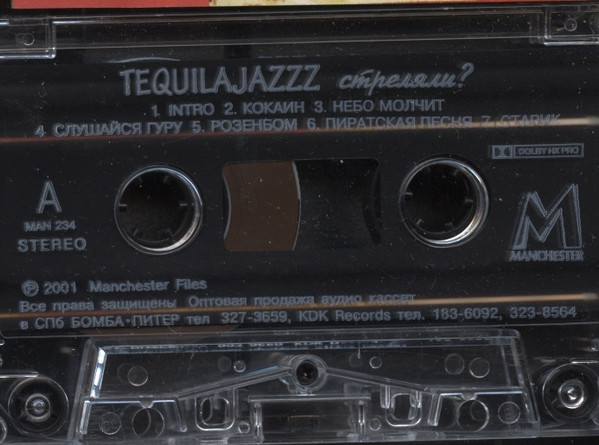 TEQUILAJAZZZ стреляли?
1. INTRO 2. КОКАИН 3. НЕБО МОЛЧИТ
4. СЛУШАЙСЯ ГУРУ 5. РОЗЕНБОМ 6. ПИРАТСКАЯ ПЕСНЯ 7. СТАРИК
DOLBY HX PRO
A
MAN 234
STEREO
M
MANCHESTER
℗ 2001 Manchester Files
Все права защищены Оптовая продажа аудио кассет
в СПб БОМБА-ПИТЕР тел 327-3659, KDK Records тел. 183-6092, 323-8564